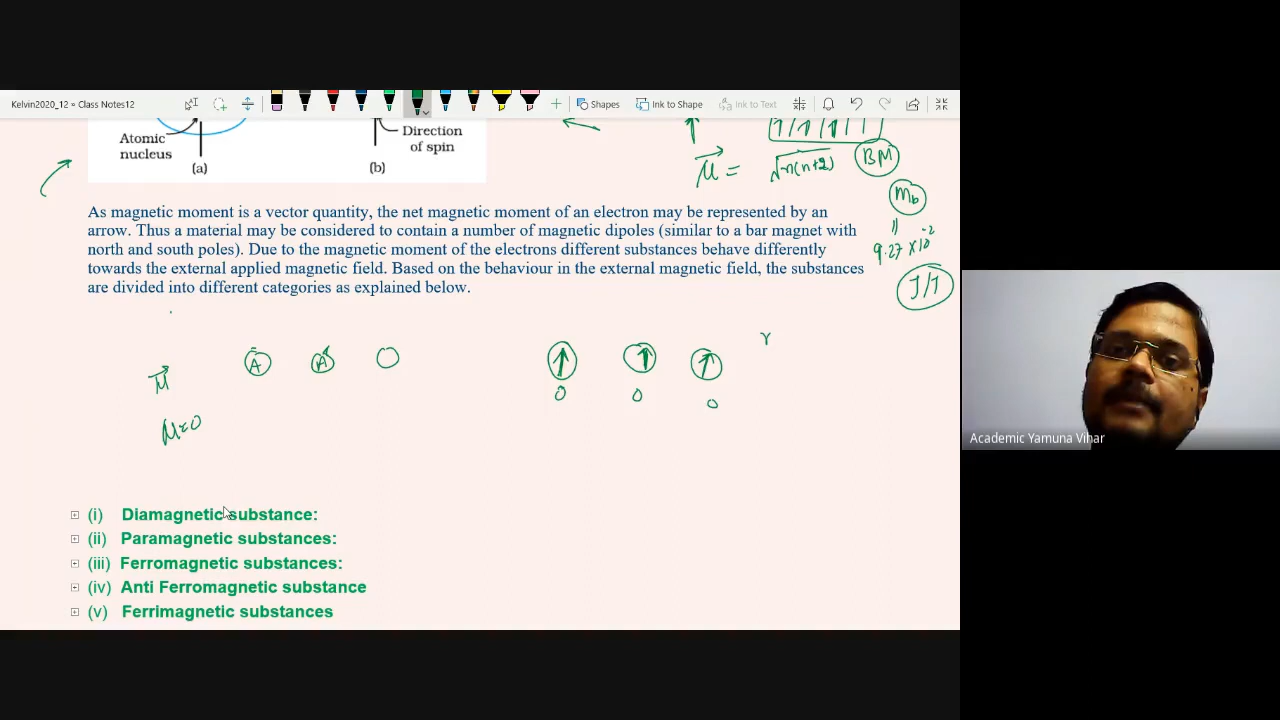 Kelvin2020_12 » Class Notes12
Shapes
Ink to Shape
Ink to Text
Atomic
nucleus
(a)
Direction
of spin
(b)
μ = √n(n+2) BM
Mb
=
9.27 × 10⁻²
J/T
As magnetic moment is a vector quantity, the net magnetic moment of an electron may be represented by an
arrow. Thus a material may be considered to contain a number of magnetic dipoles (similar to a bar magnet with
north and south poles). Due to the magnetic moment of the electrons different substances behave differently
towards the external applied magnetic field. Based on the behaviour in the external magnetic field, the substances
are divided into different categories as explained below.
μ
A A
0 0 0
(i) Diamagnetic substance:
(ii) Paramagnetic substances:
(iii) Ferromagnetic substances:
(iv) Anti Ferromagnetic substance
(v) Ferrimagnetic substances
Academic Yamuna Vihar